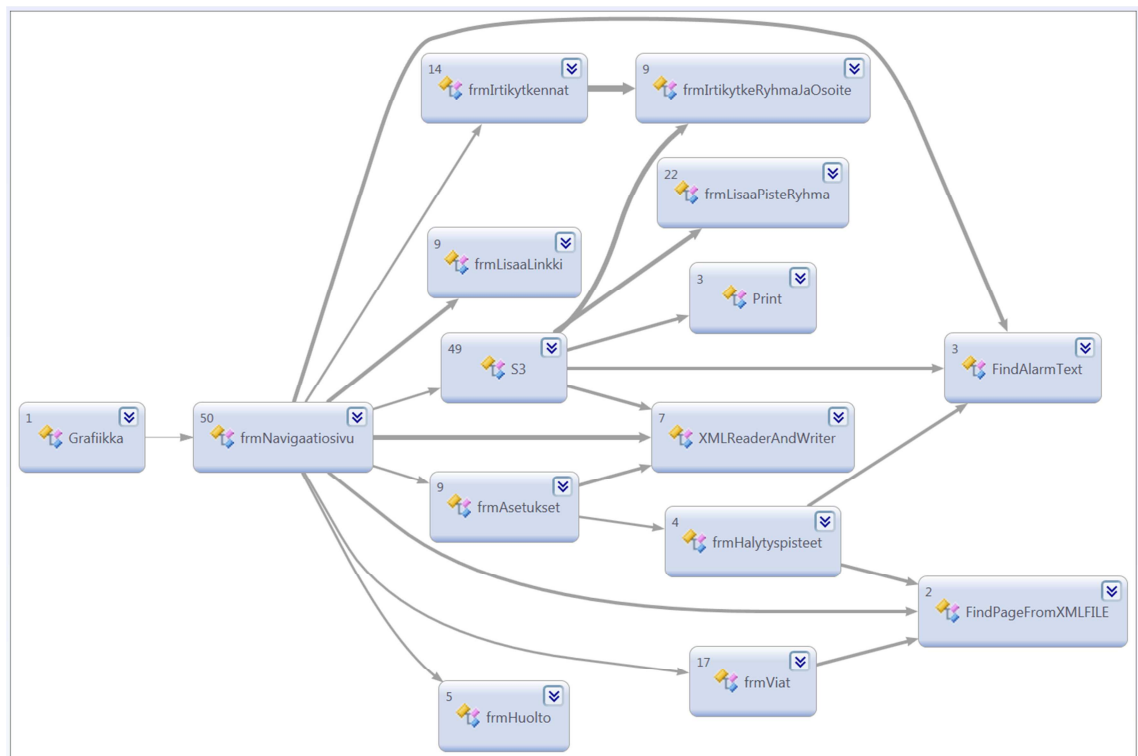 14
frmIrtikytkennat
9
frmIrtikytkeRyhmaJaOsoite
22
frmLisaaPisteRyhma
9
frmLisaaLinkki
3
Print
49
S3
3
FindAlarmText
1
Grafiikka
50
frmNavigaatiosivu
7
XMLReaderAndWriter
9
frmAsetukset
4
frmHalytyspisteet
2
FindPageFromXMLFILE
17
frmViat
5
frmHuolto